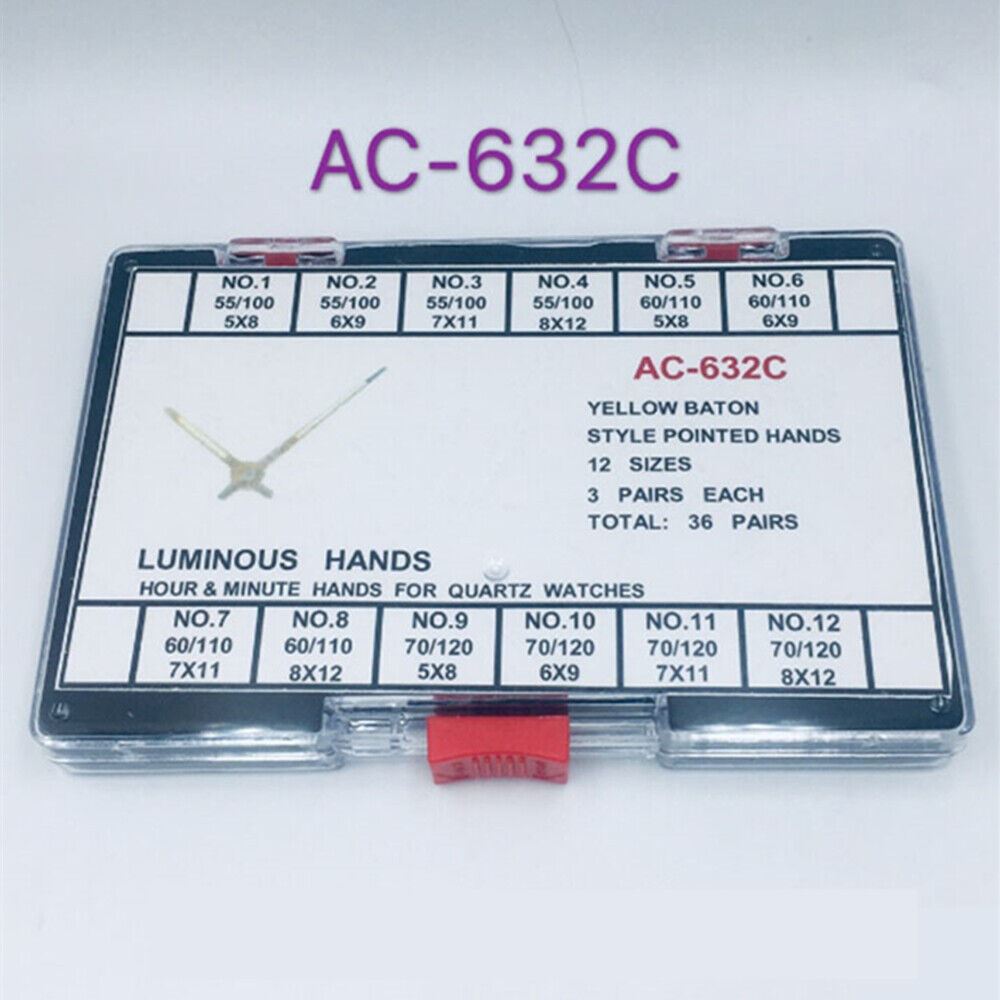 AC-632C
NO.1 NO.2 NO.3 NO.4 NO.5 NO.6
55/100 55/100 55/100 55/100 60/110 60/110
5X8 6X9 7X11 8X12 5X8 6X9
AC-632C
YELLOW BATON
STYLE POINTED HANDS
12 SIZES
3 PAIRS EACH
TOTAL: 36 PAIRS
LUMINOUS HANDS
HOUR & MINUTE HANDS FOR QUARTZ WATCHES
NO.7 NO.8 NO.9 NO.10 NO.11 NO.12
60/110 60/110 70/120 70/120 70/120 70/120
7X11 8X12 5X8 6X9 7X11 8X12